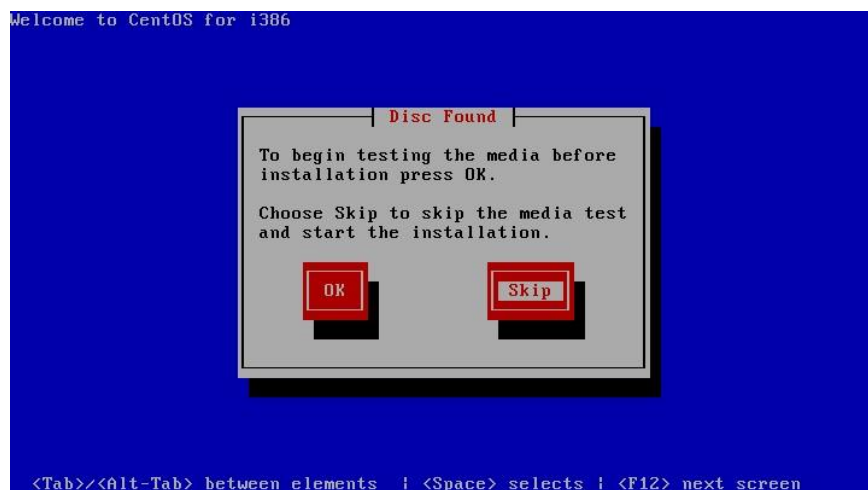 Welcome to CentOS for i386
Disc Found
To begin testing the media before
installation press OK.
Choose Skip to skip the media test
and start the installation.
OK Skip
<Tab>/<Alt-Tab> between elements | <Space> selects | <F12> next screen